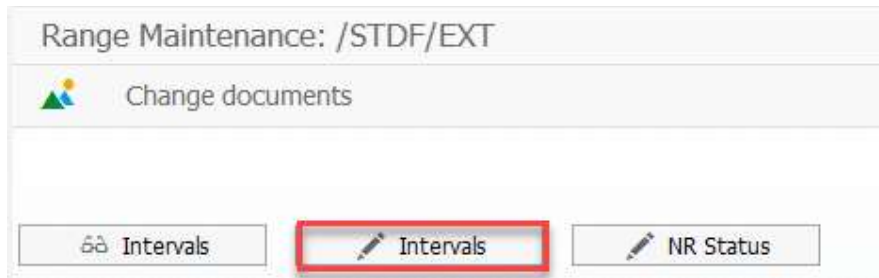 Range Maintenance: /STDF/EXT
Change documents
Intervals Intervals NR Status